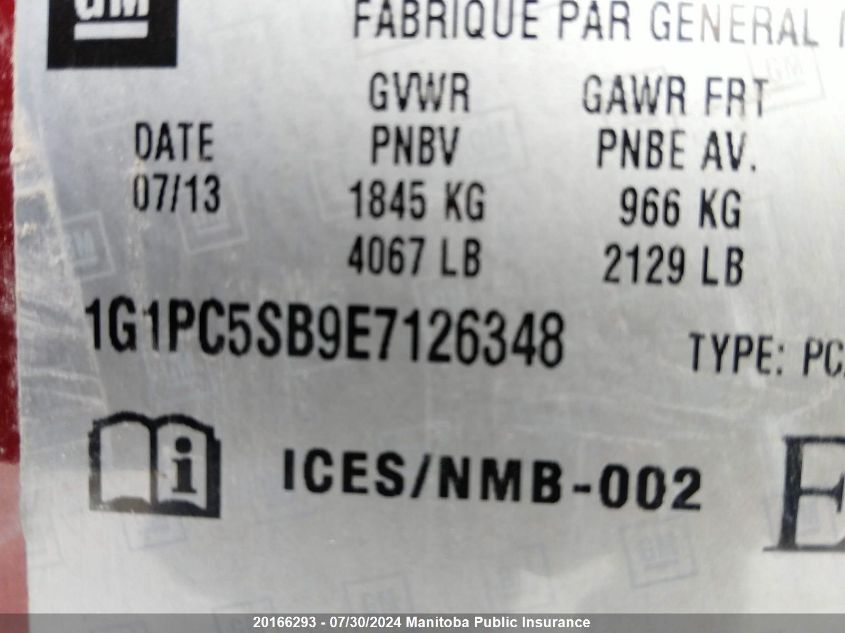 GM
FABRIQUE PAR GENERAL
GVWR GAWR FRT
DATE PNBV PNBE AV.
07/13 1845 KG 966 KG
4067 LB 2129 LB
1G1PC5SB9E7126348 TYPE: PC
i ICES/NMB-002 E
20166293 - 07/30/2024 Manitoba Public Insurance